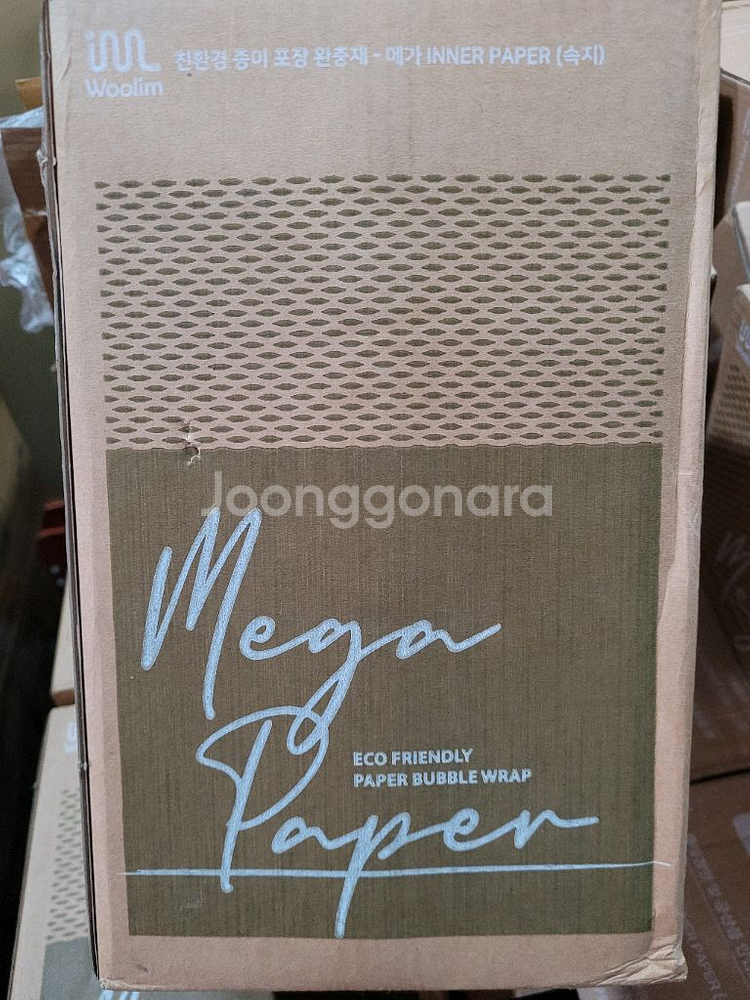 Woolim
친환경 종이 포장 완충재 - 메가 INNER PAPER (속지)
Joonggonara
Mega
Paper
ECO FRIENDLY
PAPER BUBBLE WRAP